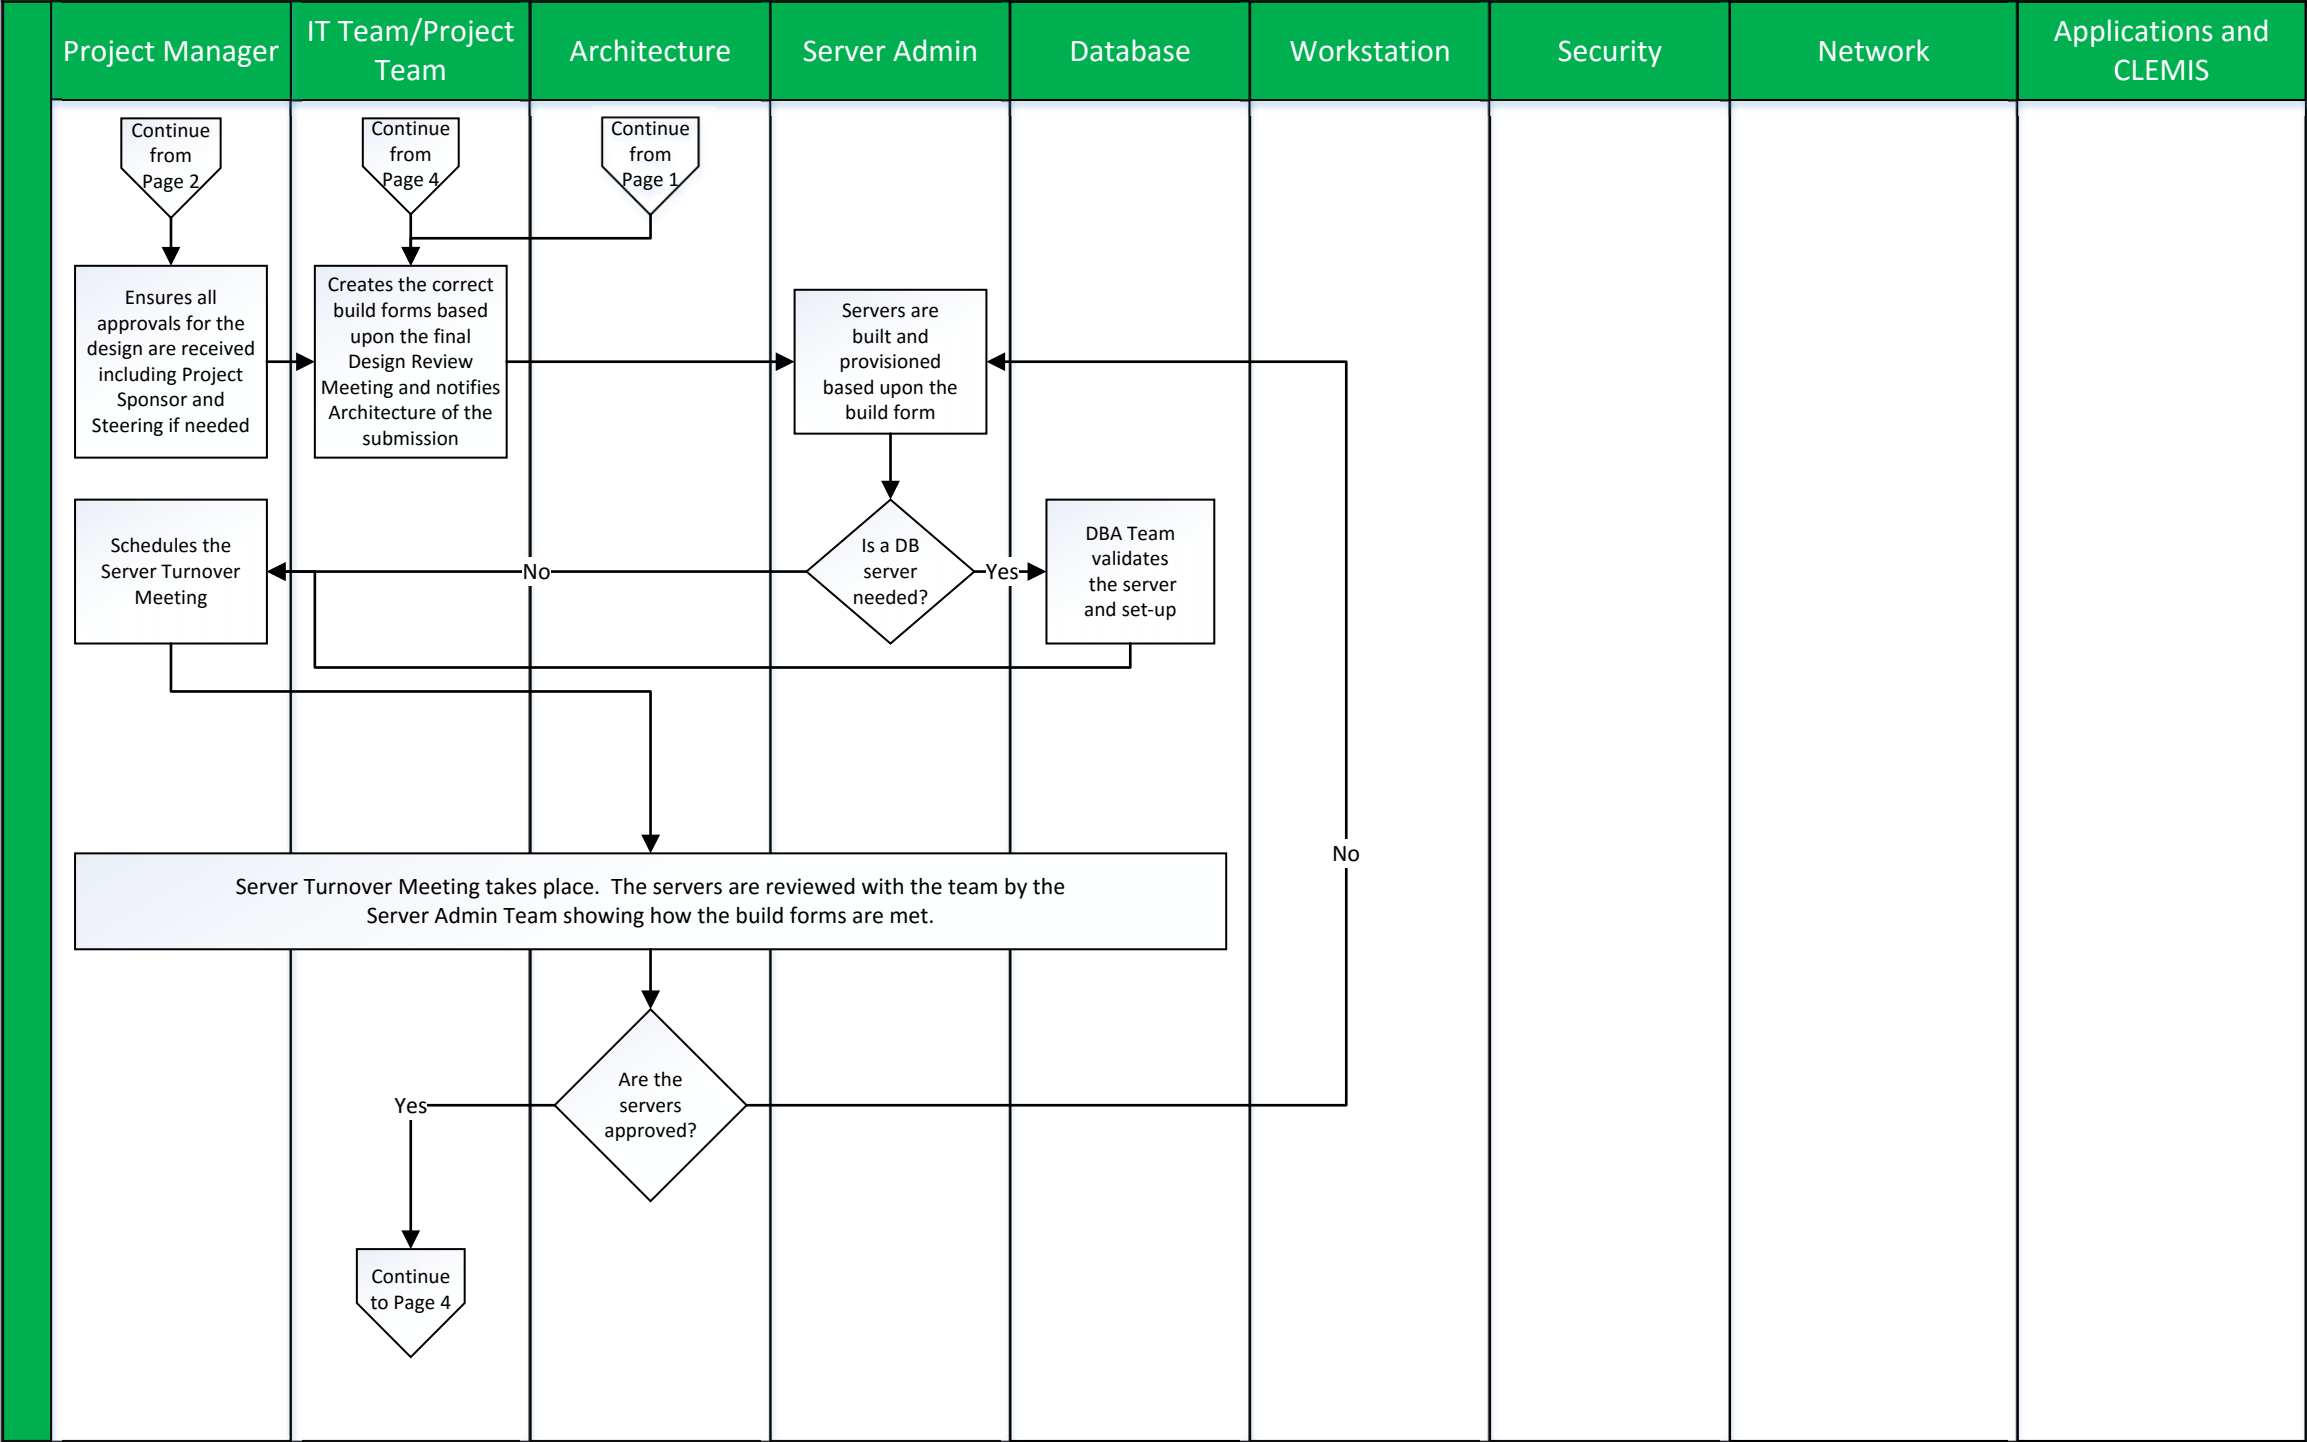 Project Manager
IT Team/Project
Team
Architecture
Server Admin
Database
Workstation
Security
Network
Applications and
CLEMIS
Continue
from
Page 2
Continue
from
Page 4
Continue
from
Page 1
Ensures all
approvals for the
design are received
including Project
Sponsor and
Steering if needed
Creates the correct
build forms based
upon the final
Design Review
Meeting and notifies
Architecture of the
submission
Servers are
built and
provisioned
based upon the
build form
Schedules the
Server Turnover
Meeting
No
Is a DB
server
needed?
Yes
DBA Team
validates
the server
and set-up
No
Server Turnover Meeting takes place.  The servers are reviewed with the team by the
Server Admin Team showing how the build forms are met.
Yes
Are the
servers
approved?
Continue
to Page 4